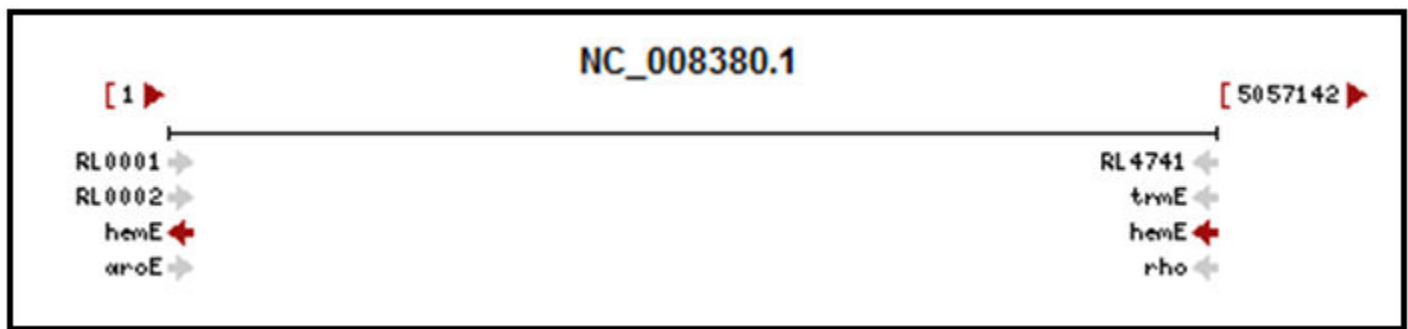 NC_008380.1
[ 1 [ 5057142
RL0001 RL4741
RL0002 trmE
hemE hemE
aroE rho